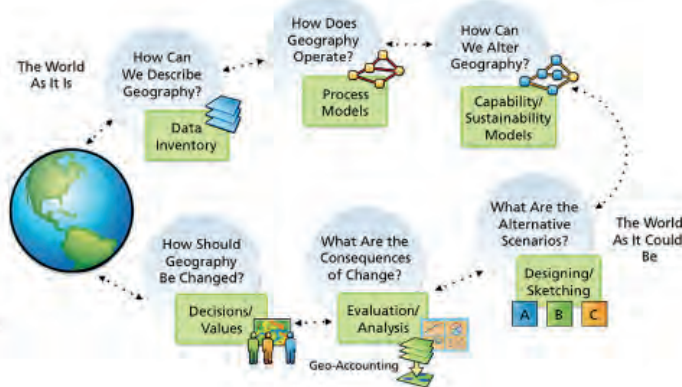 The World
As It Is
How Can
We Describe
Geography?
Data
Inventory
How Does
Geography
Operate?
Process
Models
How Can
We Alter
Geography?
Capability/
Sustainability
Models
The World
As It Could
Be
What Are the
Alternative
Scenarios?
Designing/
Sketching
A B C
What Are the
Consequences
of Change?
Evaluation/
Analysis
Geo-Accounting
How Should
Geography
Be Changed?
Decisions/
Values